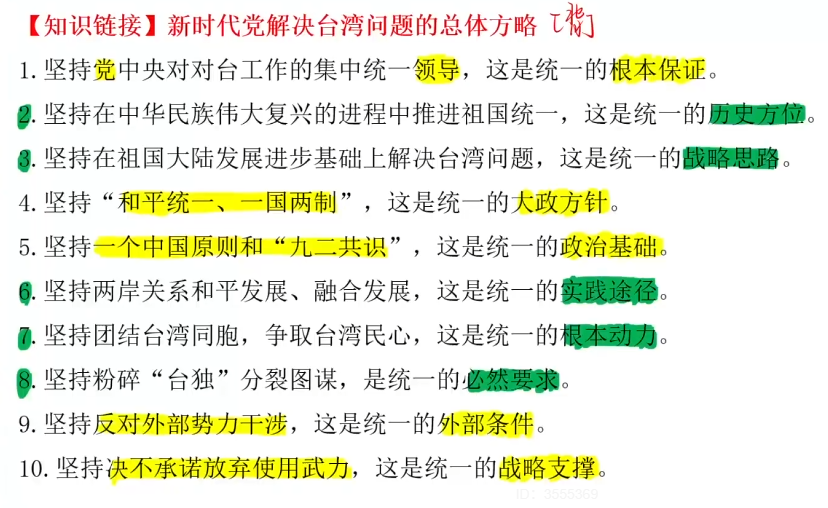 【知识链接】新时代党解决台湾问题的总体方略
1.坚持党中央对对台工作的集中统一领导，这是统一的根本保证。
2.坚持在中华民族伟大复兴的进程中推进祖国统一，这是统一的历史方位。
3.坚持在祖国大陆发展进步基础上解决台湾问题，这是统一的战略思路。
4.坚持“和平统一、一国两制”，这是统一的大政方针。
5.坚持一个中国原则和“九二共识”，这是统一的政治基础。
6.坚持两岸关系和平发展、融合发展，这是统一的实践途径。
7.坚持团结台湾同胞，争取台湾民心，这是统一的根本动力。
8.坚持粉碎“台独”分裂图谋，是统一的必然要求。
9.坚持反对外部势力干涉，这是统一的外部条件。
10.坚持决不承诺放弃使用武力，这是统一的战略支撑。
ID: 3555369